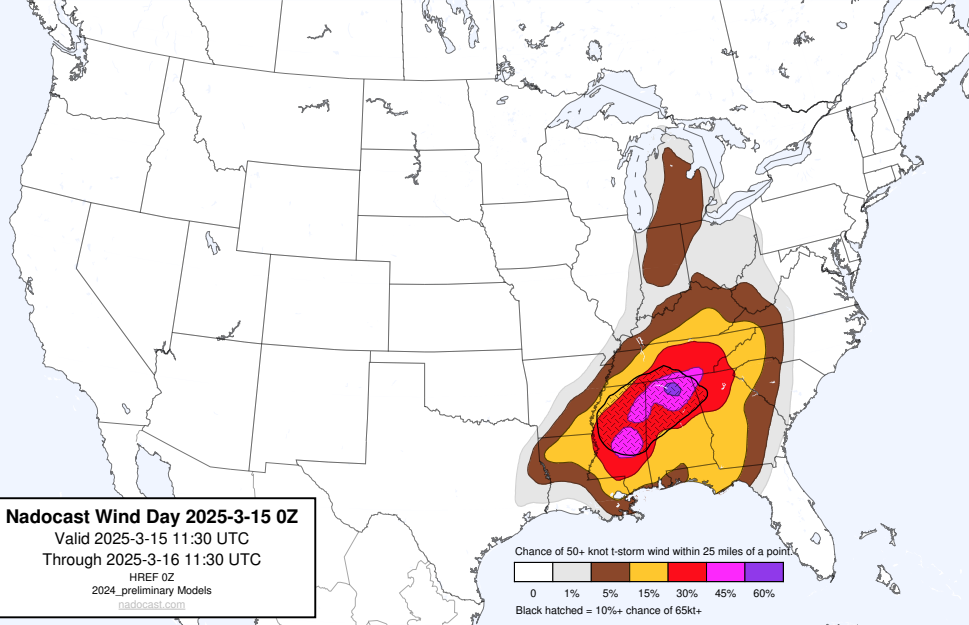 Nadocast Wind Day 2025-3-15 0Z
Valid 2025-3-15 11:30 UTC
Through 2025-3-16 11:30 UTC
HREF 0Z
2024_preliminary Models
nadocast.com
Chance of 50+ knot t-storm wind within 25 miles of a point.
0 1% 5% 15% 30% 45% 60%
Black hatched = 10%+ chance of 65kt+